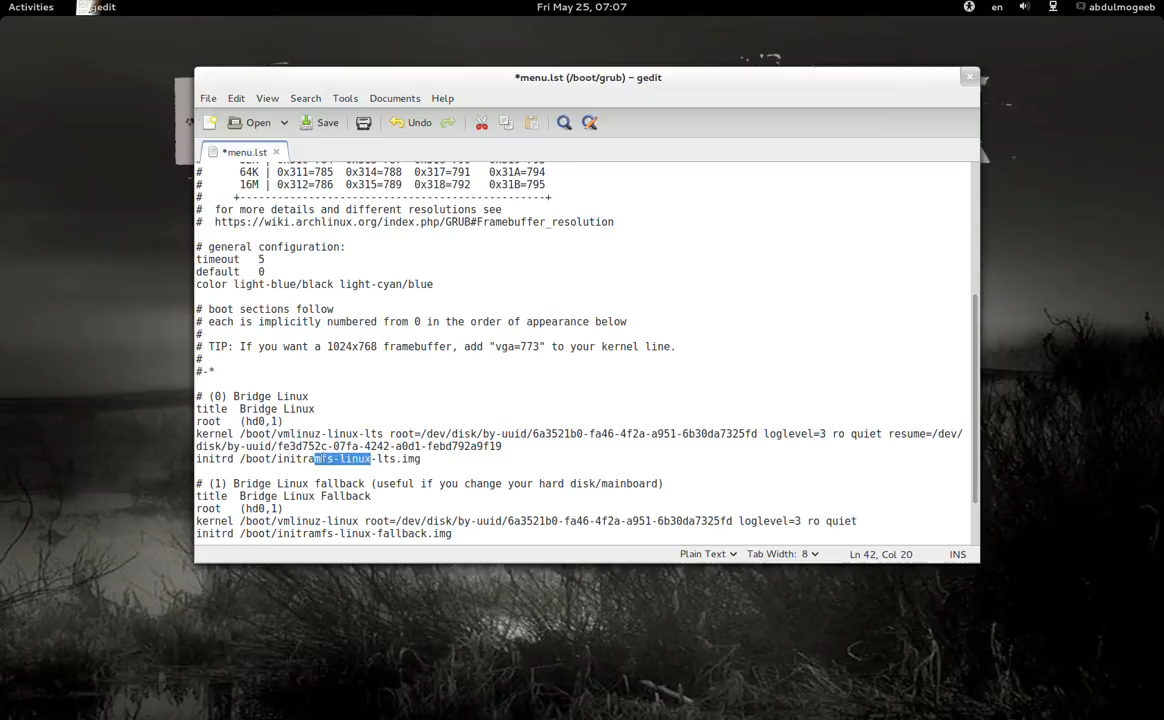 Activities gedit Fri May 25, 07:07 en abdulmogeeb
*menu.lst (/boot/grub) – gedit
File Edit View Search Tools Documents Help
Open Save Undo
*menu.lst
# 64K | 0x311=785 0x314=788 0x317=791 0x31A=794
# 16M | 0x312=786 0x315=789 0x318=792 0x31B=795
# +----------------------------------------+
# for more details and different resolutions see
# https://wiki.archlinux.org/index.php/GRUB#Framebuffer_resolution
# general configuration:
timeout 5
default 0
color light-blue/black light-cyan/blue
# boot sections follow
# each is implicitly numbered from 0 in the order of appearance below
#
# TIP: If you want a 1024x768 framebuffer, add "vga=773" to your kernel line.
#
#-*
# (0) Bridge Linux
title Bridge Linux
root (hd0,1)
kernel /boot/vmlinuz-linux-lts root=/dev/disk/by-uuid/6a3521b0-fa46-4f2a-a951-6b30da7325fd loglevel=3 ro quiet resume=/dev/
disk/by-uuid/fe3d752c-07fa-4242-a0d1-febd792a9f19
initrd /boot/initramfs-linux-lts.img
# (1) Bridge Linux fallback (useful if you change your hard disk/mainboard)
title Bridge Linux Fallback
root (hd0,1)
kernel /boot/vmlinuz-linux root=/dev/disk/by-uuid/6a3521b0-fa46-4f2a-a951-6b30da7325fd loglevel=3 ro quiet
initrd /boot/initramfs-linux-fallback.img
Plain Text Tab Width: 8 Ln 42, Col 20 INS